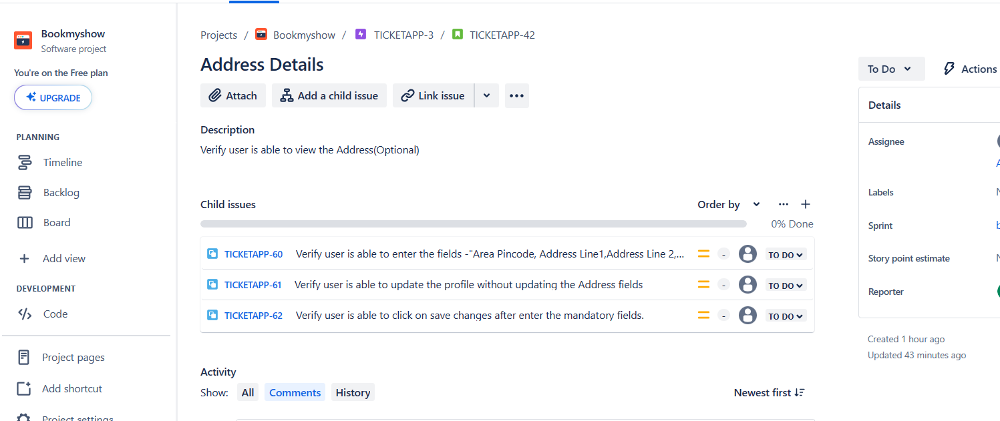 Bookmyshow
Software project
You're on the Free plan
UPGRADE
PLANNING
Timeline
Backlog
Board
Add view
DEVELOPMENT
Code
Project pages
Add shortcut
Project settings
Projects / Bookmyshow / TICKETAPP-3 / TICKETAPP-42
Address Details
Attach Add a child issue Link issue
Description
Verify user is able to view the Address(Optional)
Child issues Order by
0% Done
TICKETAPP-60 Verify user is able to enter the fields -"Area Pincode, Address Line1,Address Line 2,... - TO DO
TICKETAPP-61 Verify user is able to update the profile without updating the Address fields - TO DO
TICKETAPP-62 Verify user is able to click on save changes after enter the mandatory fields. - TO DO
Activity
Show: All Comments History Newest first
To Do Actions
Details
Assignee
Labels
Sprint
Story point estimate
Reporter
Created 1 hour ago
Updated 43 minutes ago